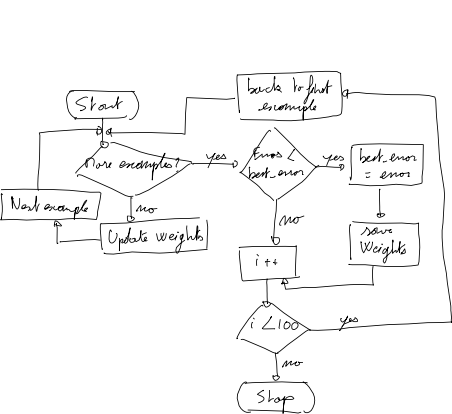 back to first
example
Start
More examples?
yes
Error <
best_error
yes
best_error
= error
no
Next example
Update Weights
no
save
Weights
i++
i < 100
yes
no
Stop